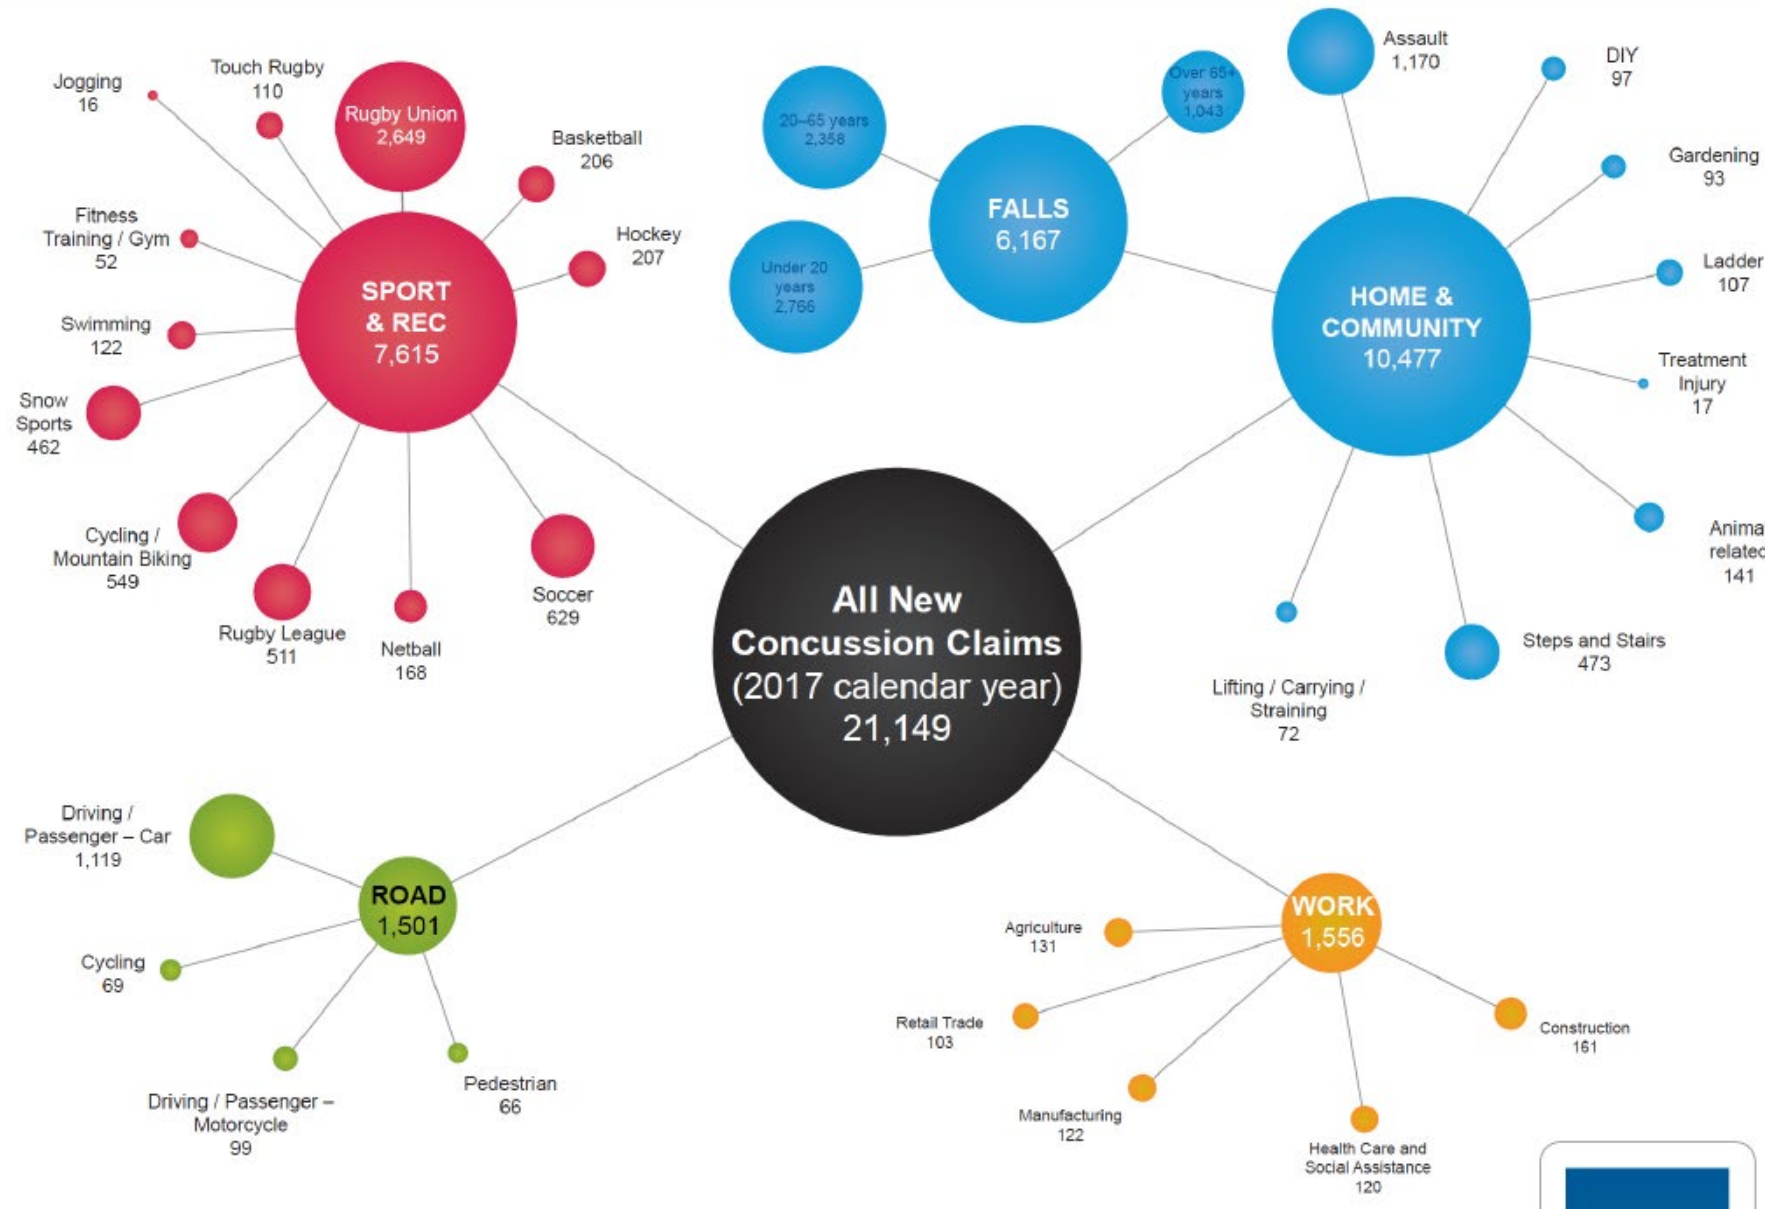 Jogging
16
Touch Rugby
110
Rugby Union
2,649
Basketball
206
Hockey
207
Fitness
Training / Gym
52
Swimming
122
Snow
Sports
462
Cycling /
Mountain Biking
549
Rugby League
511
Netball
168
Soccer
629
SPORT
& REC
7,615
20–65 years
2,358
Over 65+
years
1,043
Under 20
years
2,766
FALLS
6,167
Assault
1,170
DIY
97
Gardening
93
Ladder
107
Treatment
Injury
17
Anima
related
141
Steps and Stairs
473
Lifting / Carrying /
Straining
72
HOME &
COMMUNITY
10,477
All New
Concussion Claims
(2017 calendar year)
21,149
Driving /
Passenger – Car
1,119
Cycling
69
Driving / Passenger –
Motorcycle
99
Pedestrian
66
ROAD
1,501
Agriculture
131
Retail Trade
103
Manufacturing
122
Health Care and
Social Assistance
120
Construction
161
WORK
1,556